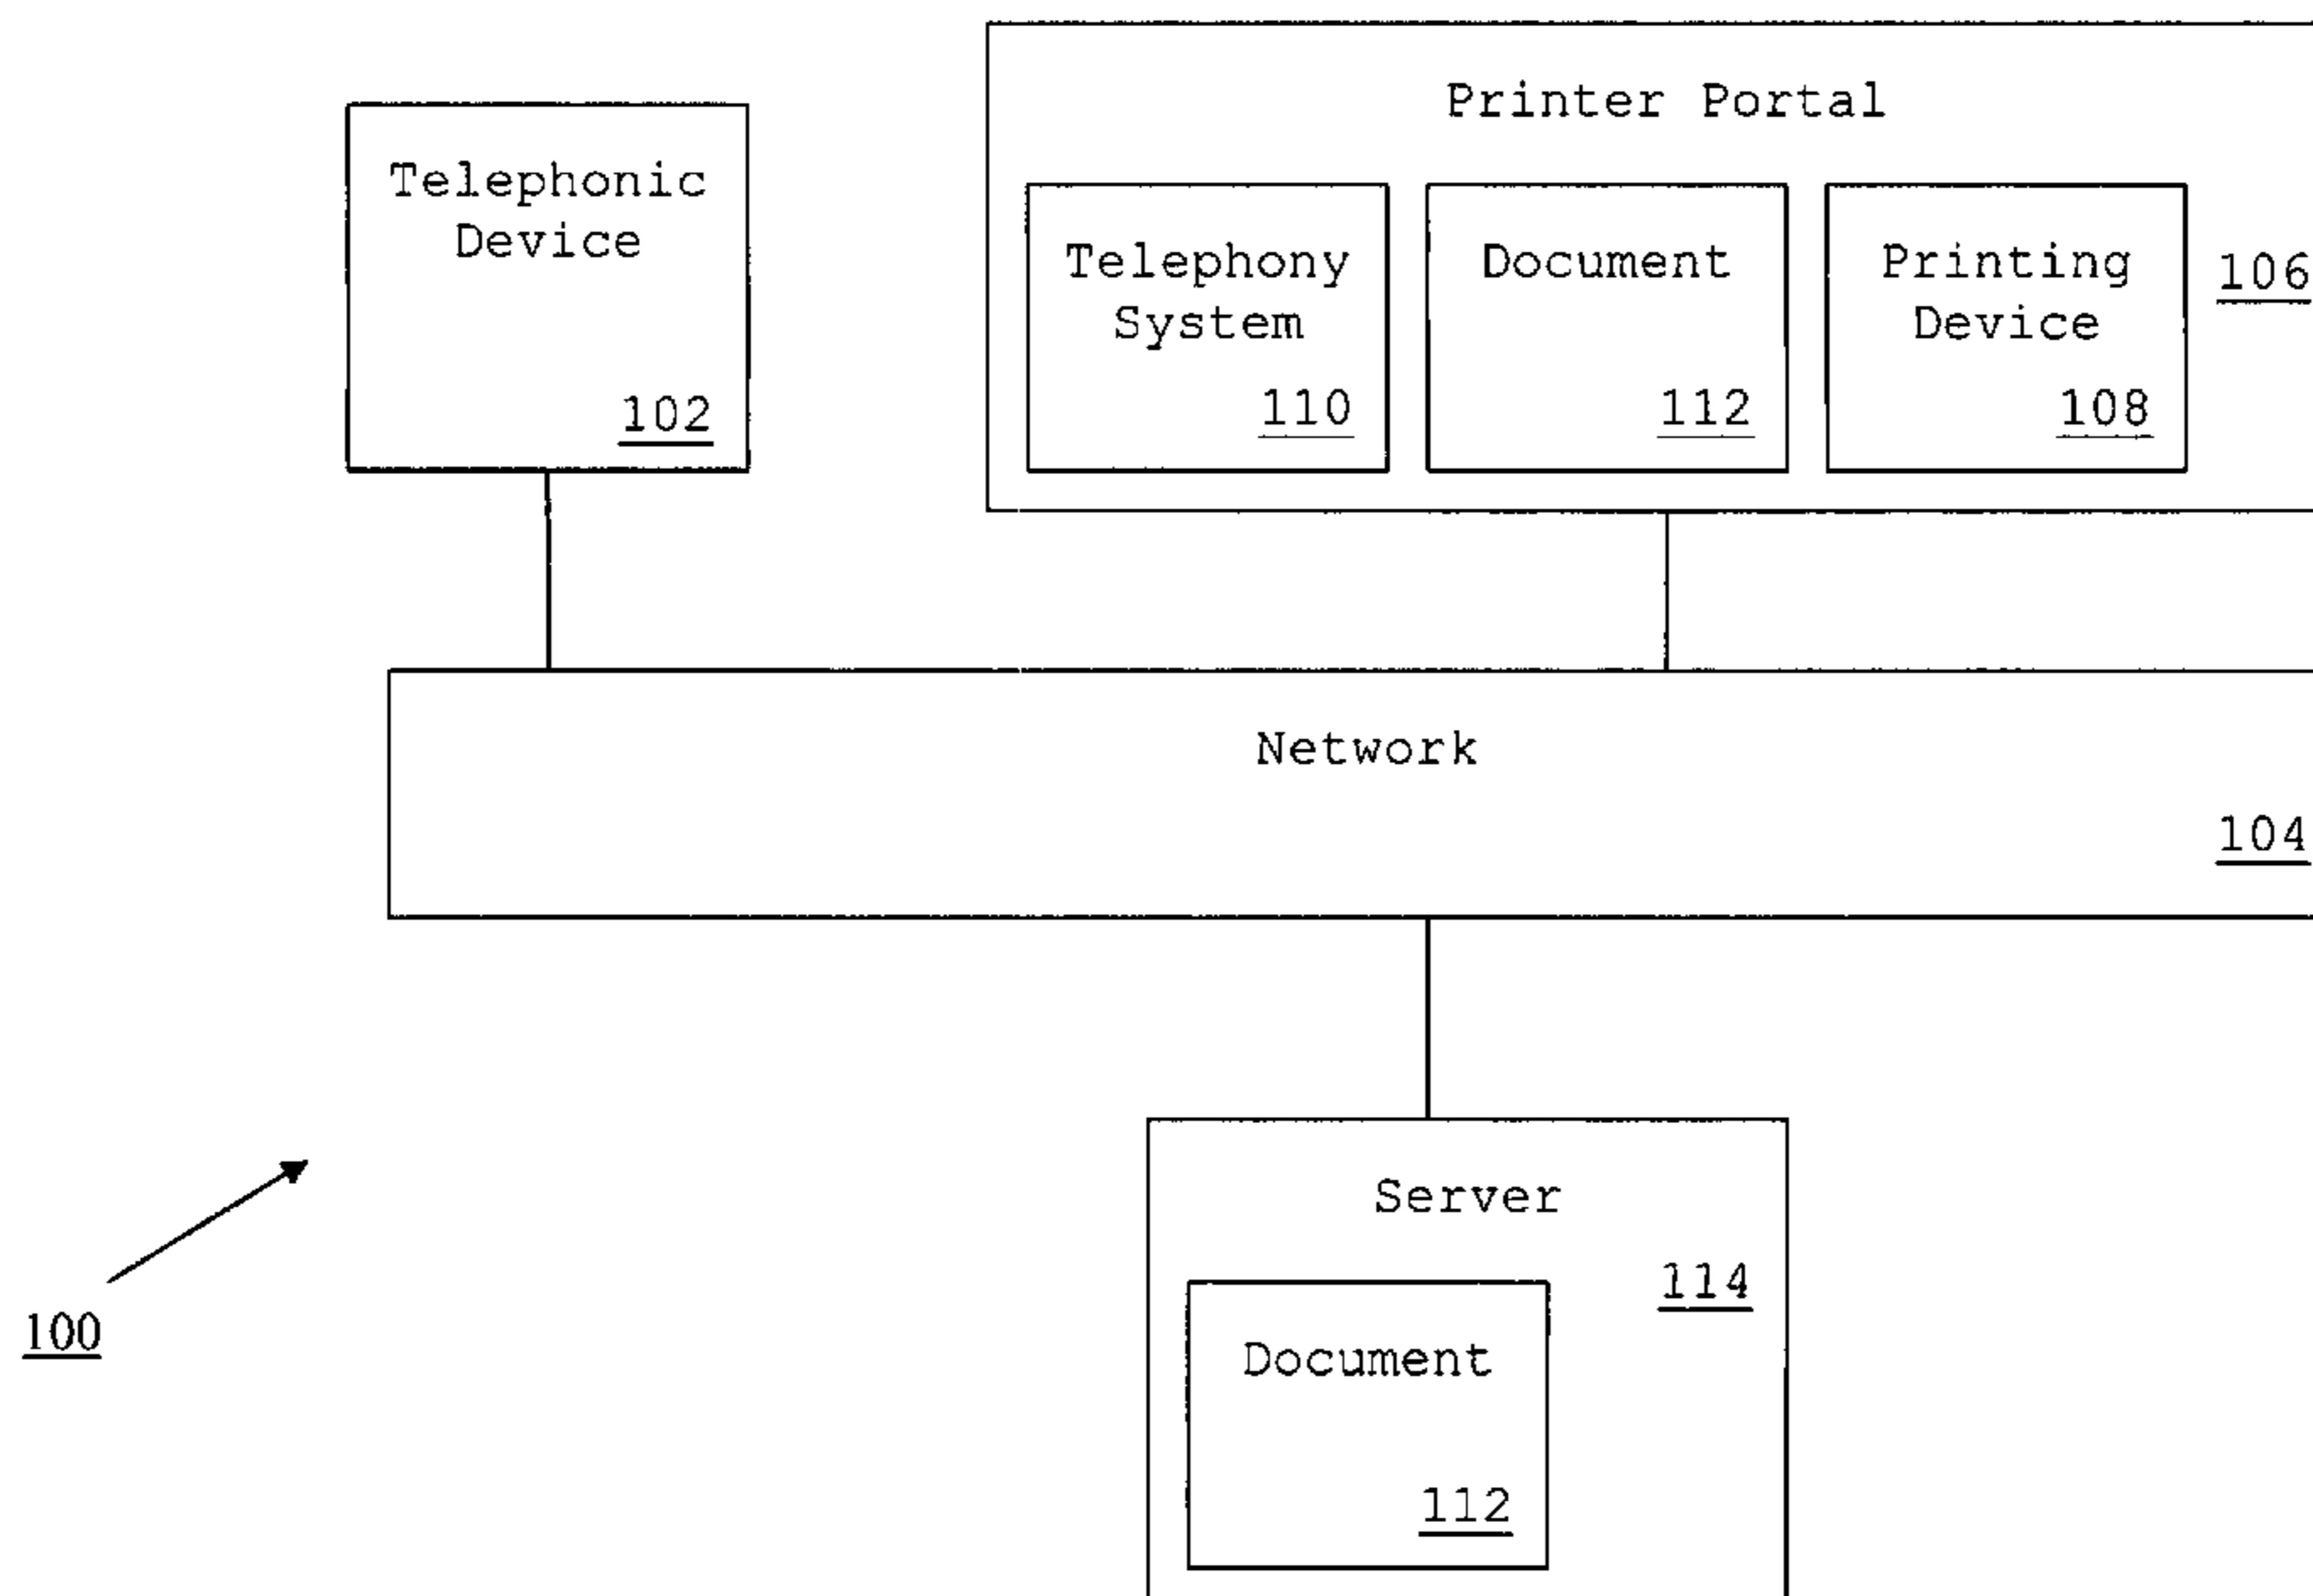 Printer Portal
Telephonic
Device
102
Telephony
System
110
Document
112
Printing
Device
108
106
Network
104
Server
114
Document
112
100